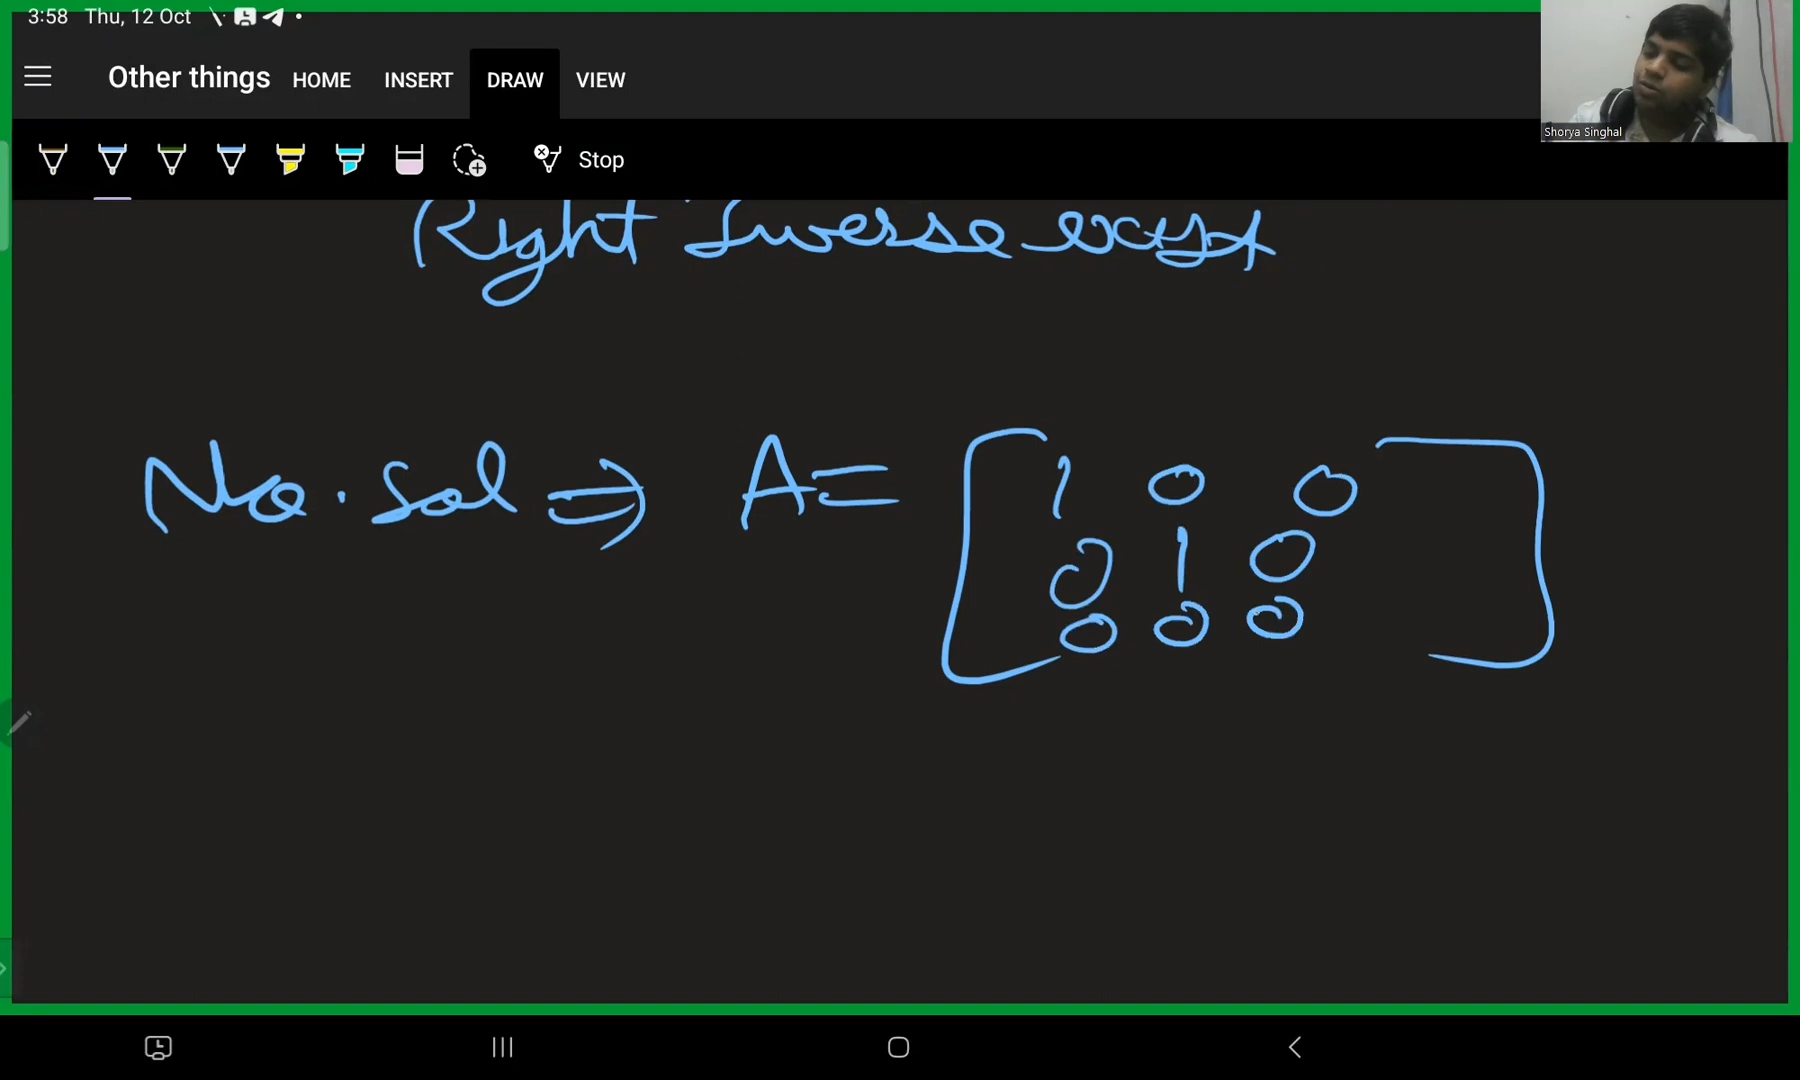 3:58 Thu, 12 Oct
Shorya Singhal
Other things HOME INSERT DRAW VIEW
Stop
Right Inverse exist
No. Sol ⇒ A = [ 1 0 0
0 1 0
0 0 0 ]